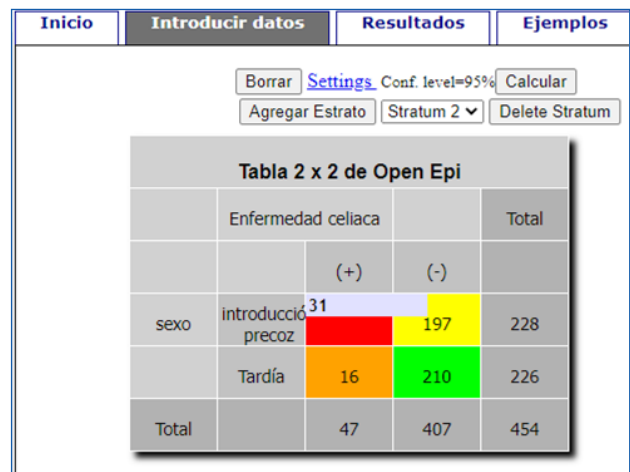 Inicio Introducir datos Resultados Ejemplos
Borrar Settings Conf. level=95% Calcular
Agregar Estrato Stratum 2 Delete Stratum
Tabla 2 x 2 de Open Epi
Enfermedad celiaca Total
(+) (-)
sexo introducció precoz 31 197 228
Tardía 16 210 226
Total 47 407 454